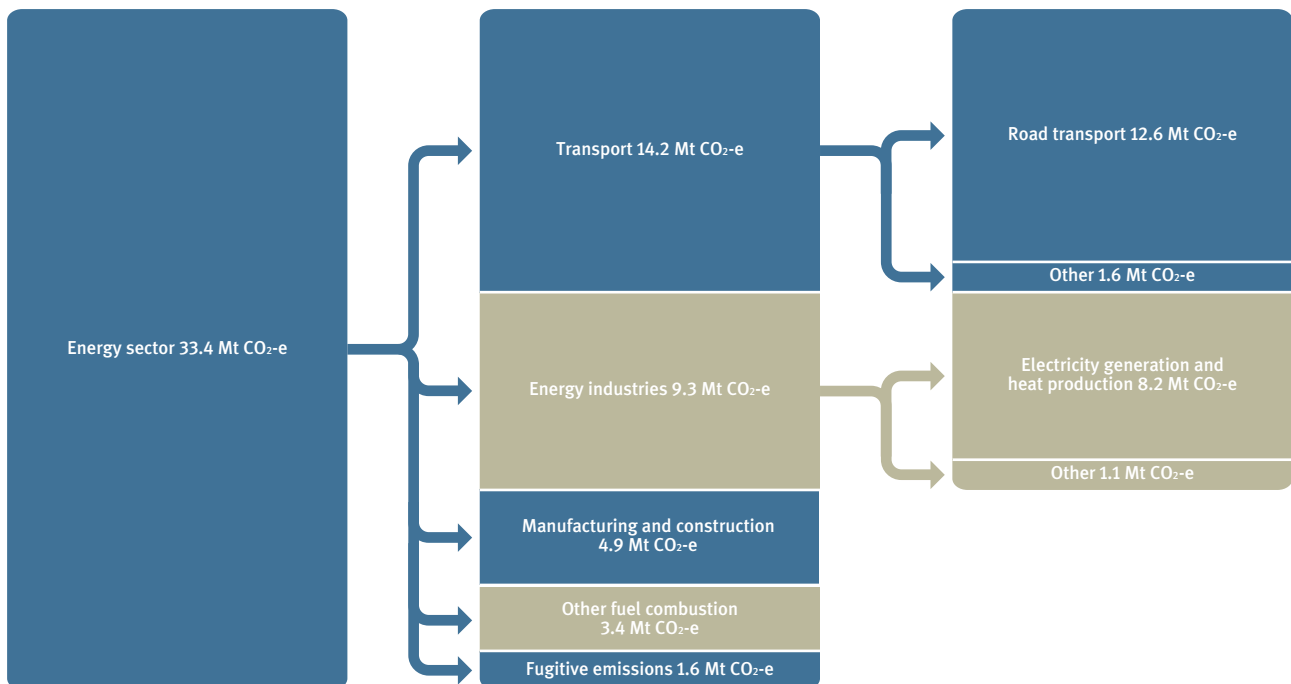 Energy sector 33.4 Mt CO₂-e
Transport 14.2 Mt CO₂-e
Energy industries 9.3 Mt CO₂-e
Manufacturing and construction
4.9 Mt CO₂-e
Other fuel combustion
3.4 Mt CO₂-e
Fugitive emissions 1.6 Mt CO₂-e
Road transport 12.6 Mt CO₂-e
Other 1.6 Mt CO₂-e
Electricity generation and
heat production 8.2 Mt CO₂-e
Other 1.1 Mt CO₂-e